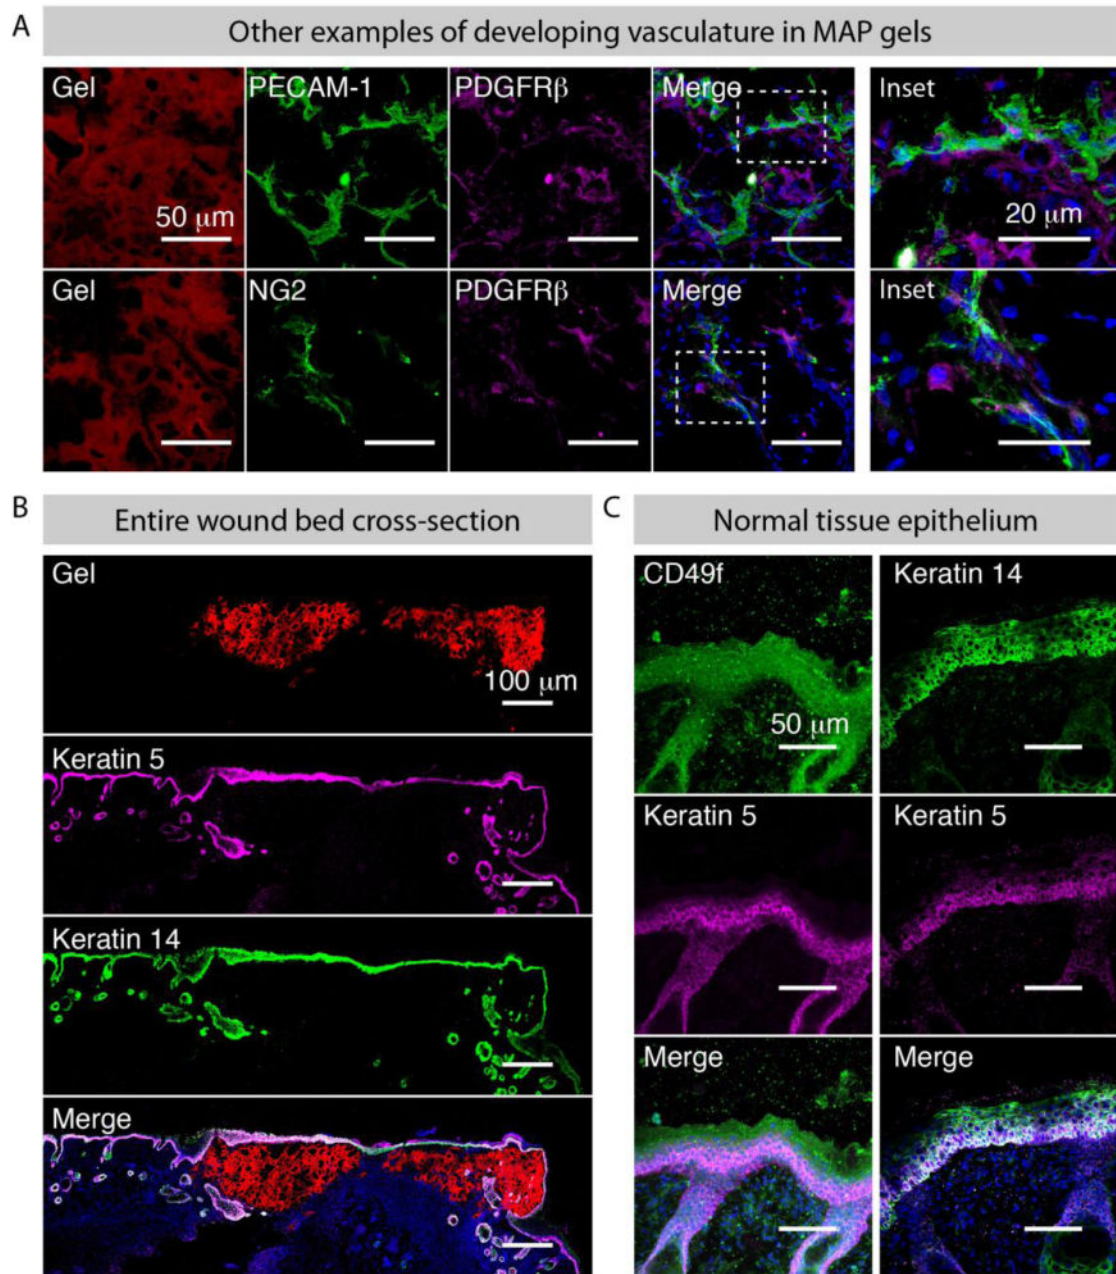 A
Other examples of developing vasculature in MAP gels
Gel
PECAM-1
PDGFRβ
Merge
Inset
50 μm
20 μm
Gel
NG2
PDGFRβ
Merge
Inset
B
Entire wound bed cross-section
Gel
100 μm
Keratin 5
Keratin 14
Merge
C
Normal tissue epithelium
CD49f
Keratin 14
50 μm
Keratin 5
Keratin 5
Merge
Merge